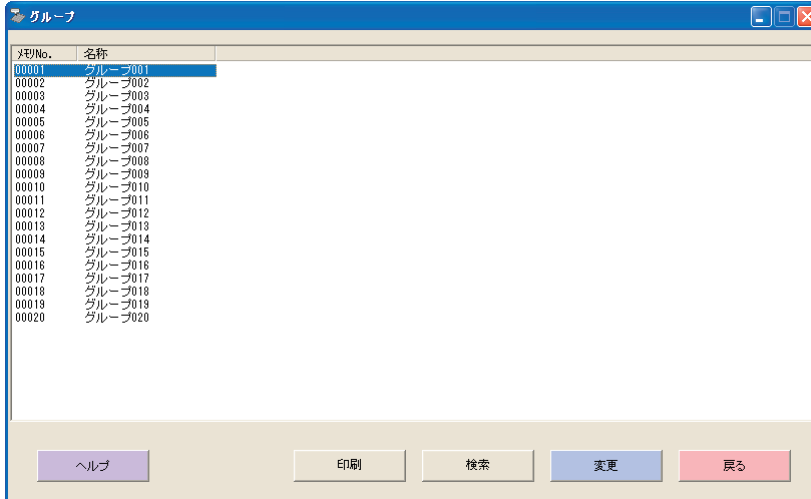 グループ
ﾒﾓﾘNo. 名称
00001 グループ001
00002 グループ002
00003 グループ003
00004 グループ004
00005 グループ005
00006 グループ006
00007 グループ007
00008 グループ008
00009 グループ009
00010 グループ010
00011 グループ011
00012 グループ012
00013 グループ013
00014 グループ014
00015 グループ015
00016 グループ016
00017 グループ017
00018 グループ018
00019 グループ019
00020 グループ020
ヘルプ 印刷 検索 変更 戻る